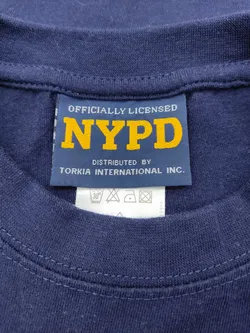 OFFICIALLY LICENSED
NYPD
DISTRIBUTED BY
TORKIA INTERNATIONAL INC.